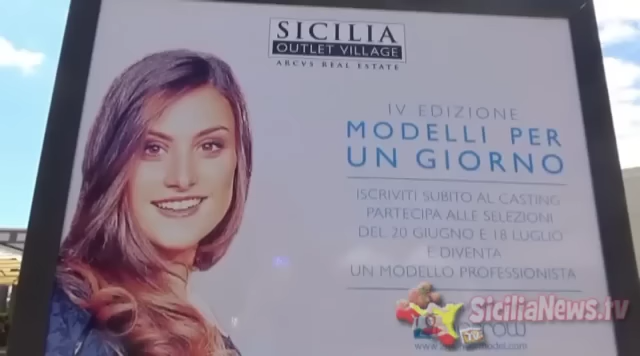 SICILIA
OUTLET VILLAGE
ARCVS REAL ESTATE
IV EDIZIONE
MODELLI PER
UN GIORNO
ISCRIVITI SUBITO AL CASTING
PARTECIPA ALLE SELEZIONI
DEL 20 GIUGNO E 18 LUGLIO
E DIVENTA
UN MODELLO PROFESSIONISTA
SiciliaNews.tv